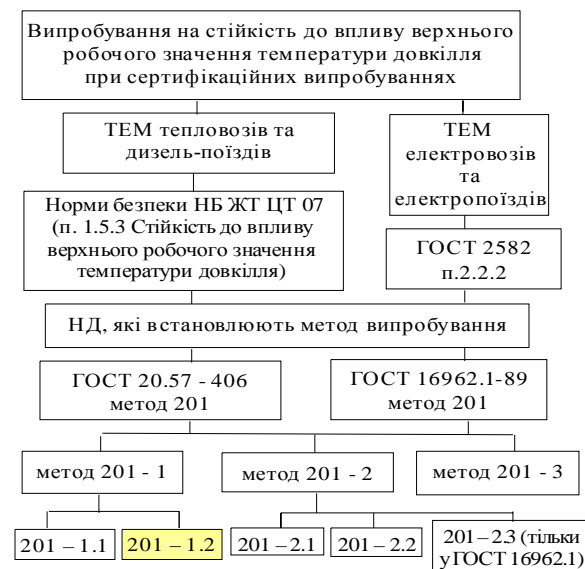 Випробування на стійкість до впливу верхнього
робочого значення температури довкілля
при сертифікаційних випробуваннях
ТЕМ тепловозів та
дизель-поїздів
ТЕМ
електровозів
та
електропоїздів
Норми безпеки НБ ЖТ ЦТ 07
(п. 1.5.3 Стійкість до впливу
верхнього робочого значення
температури довкілля)
ГОСТ 2582
п.2.2.2
НД, які встановлюють метод випробування
ГОСТ 20.57 - 406
метод 201
ГОСТ 16962.1-89
метод 201
метод 201 - 1
метод 201 - 2
метод 201 - 3
201 – 1.1
201 – 1.2
201 – 2.1
201 – 2.2
201–2.3 (тільки
у ГОСТ 16962.1)